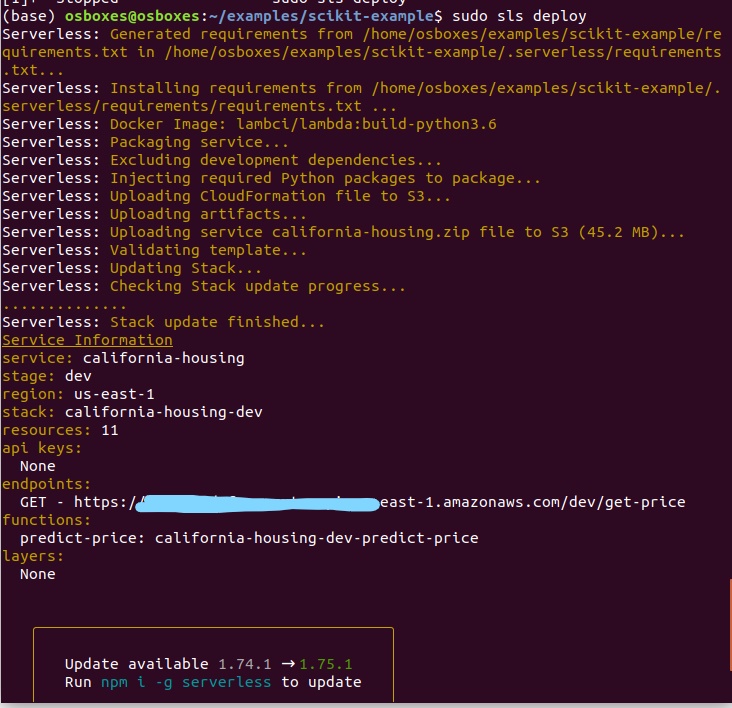 [1]+  Stopped                 sudo sls deploy
(base) osboxes@osboxes:~/examples/scikit-example$ sudo sls deploy
Serverless: Generated requirements from /home/osboxes/examples/scikit-example/re
quirements.txt in /home/osboxes/examples/scikit-example/.serverless/requirements
.txt...
Serverless: Installing requirements from /home/osboxes/examples/scikit-example/.
serverless/requirements/requirements.txt ...
Serverless: Docker Image: lambci/lambda:build-python3.6
Serverless: Packaging service...
Serverless: Excluding development dependencies...
Serverless: Injecting required Python packages to package...
Serverless: Uploading CloudFormation file to S3...
Serverless: Uploading artifacts...
Serverless: Uploading service california-housing.zip file to S3 (45.2 MB)...
Serverless: Validating template...
Serverless: Updating Stack...
Serverless: Checking Stack update progress...
..............
Serverless: Stack update finished...
Service Information
service: california-housing
stage: dev
region: us-east-1
stack: california-housing-dev
resources: 11
api keys:
  None
endpoints:
  GET - https:/ east-1.amazonaws.com/dev/get-price
functions:
  predict-price: california-housing-dev-predict-price
layers:
  None
Update available 1.74.1 → 1.75.1
Run npm i -g serverless to update